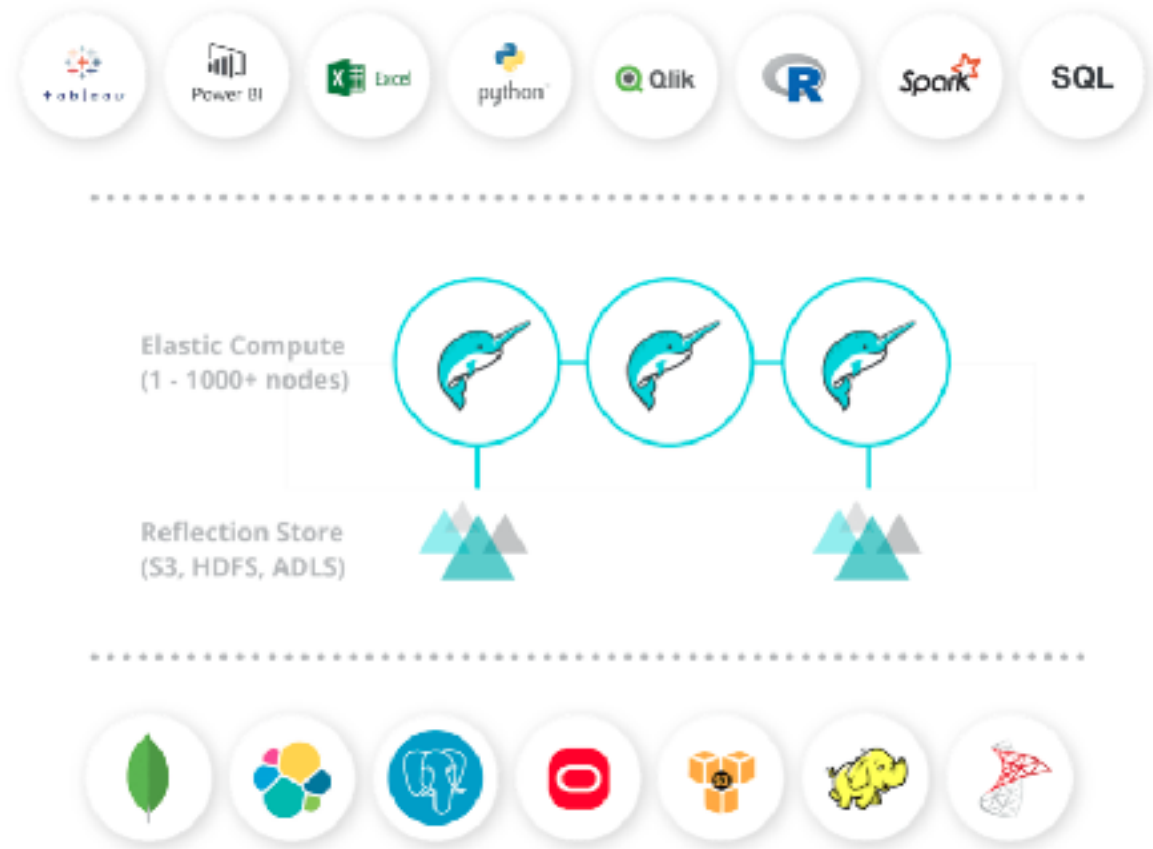 tableau
Power BI
X Excel
python
Qlik
R
Spark
SQL
Elastic Compute
(1 - 1000+ nodes)
Reflection Store
(S3, HDFS, ADLS)
S3